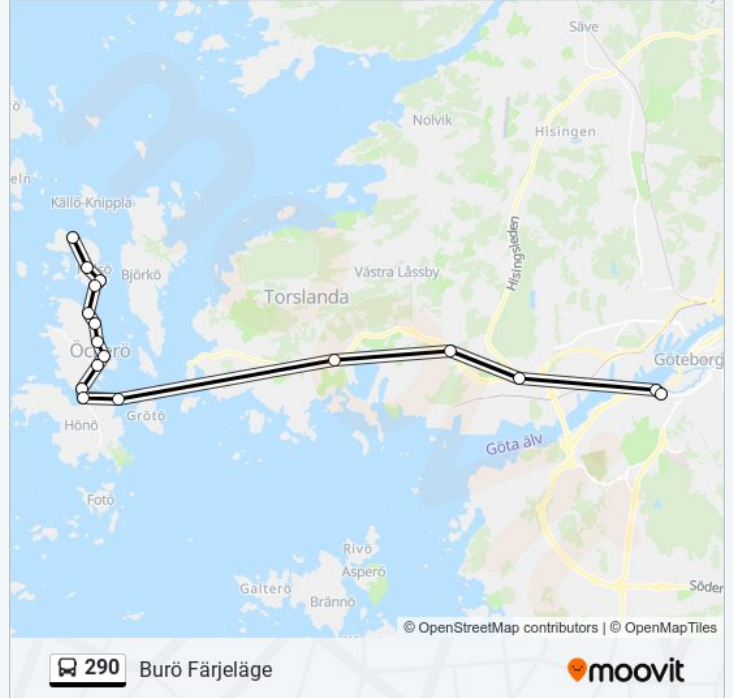 Säve
Nolvik
Hisingen
Källö-Knippla
Björkö
Hisingsleden
Västra Låssby
Torslanda
Göteborg
Grötö
Hönö
Göta älv
Fotö
Rivö
Asperö
Galterö
Brännö
Söder
© OpenStreetMap contributors | © OpenMapTiles
290 Burö Färjeläge moovit